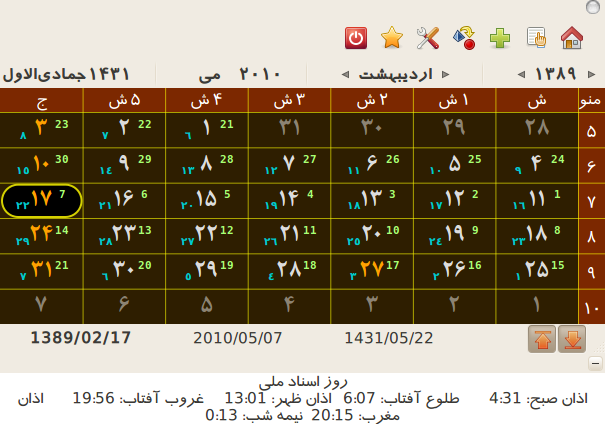 ۱۳۸۹ اردیبهشت ۲۰۱۰ می ۱۴۳۱ جمادی‌الاول
منو ش ۱ ش ۲ ش ۳ ش ۴ ش ۵ ش ج
۵ ۲۸ ۲۹ ۳۰ ۳۱ 21 ۱ ٦ 22 ۲ ٧ 23 ۳ ٨
۶ 24 ۴ ٩ 25 ۵ ١٠ 26 ۶ ١١ 27 ۷ ١٢ 28 ۸ ١٣ 29 ۹ ١٤ 30 ۱۰ ١٥
۷ 1 ۱۱ ١٦ 2 ۱۲ ١٧ 3 ۱۳ ١٨ 4 ۱۴ ١٩ 5 ۱۵ ٢٠ 6 ۱۶ ٢١ 7 ۱۷ ٢٢
۸ 8 ۱۸ ٢٣ 9 ۱۹ ٢٤ 10 ۲۰ ٢٥ 11 ۲۱ ٢٦ 12 ۲۲ ٢٧ 13 ۲۳ ٢٨ 14 ۲۴ ٢٩
۹ 15 ۲۵ ١ 16 ۲۶ ٢ 17 ۲۷ ٣ 18 ۲۸ ٤ 19 ۲۹ ٥ 20 ۳۰ ٦ 21 ۳۱ ٧
۱۰ ۱ ۲ ۳ ۴ ۵ ۶ ۷
1389/02/17 2010/05/07 1431/05/22
روز اسناد ملی
اذان صبح: 4:31 طلوع آفتاب: 6:07 اذان ظهر: 13:01 غروب آفتاب: 19:56 اذان
مغرب: 20:15 نیمه شب: 0:13